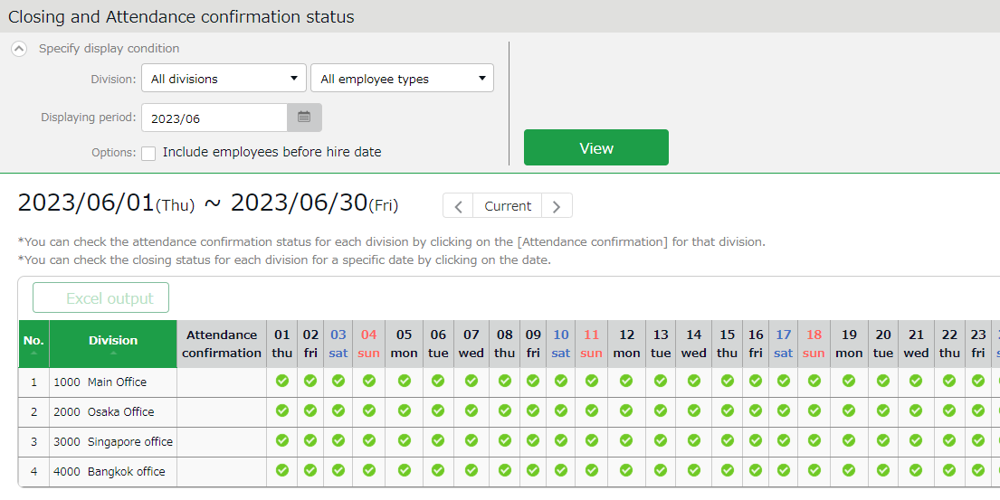 Closing and Attendance confirmation status
Specify display condition
Division: All divisions All employee types
Displaying period: 2023/06
Options: Include employees before hire date
View
2023/06/01(Thu) ~ 2023/06/30(Fri) Current
*You can check the attendance confirmation status for each division by clicking on the [Attendance confirmation] for that division.
*You can check the closing status for each division for a specific date by clicking on the date.
Excel output
No. Division Attendance confirmation 01 thu 02 fri 03 sat 04 sun 05 mon 06 tue 07 wed 08 thu 09 fri 10 sat 11 sun 12 mon 13 tue 14 wed 15 thu 16 fri 17 sat 18 sun 19 mon 20 tue 21 wed 22 thu 23 fri
1 1000 Main Office
2 2000 Osaka Office
3 3000 Singapore office
4 4000 Bangkok office